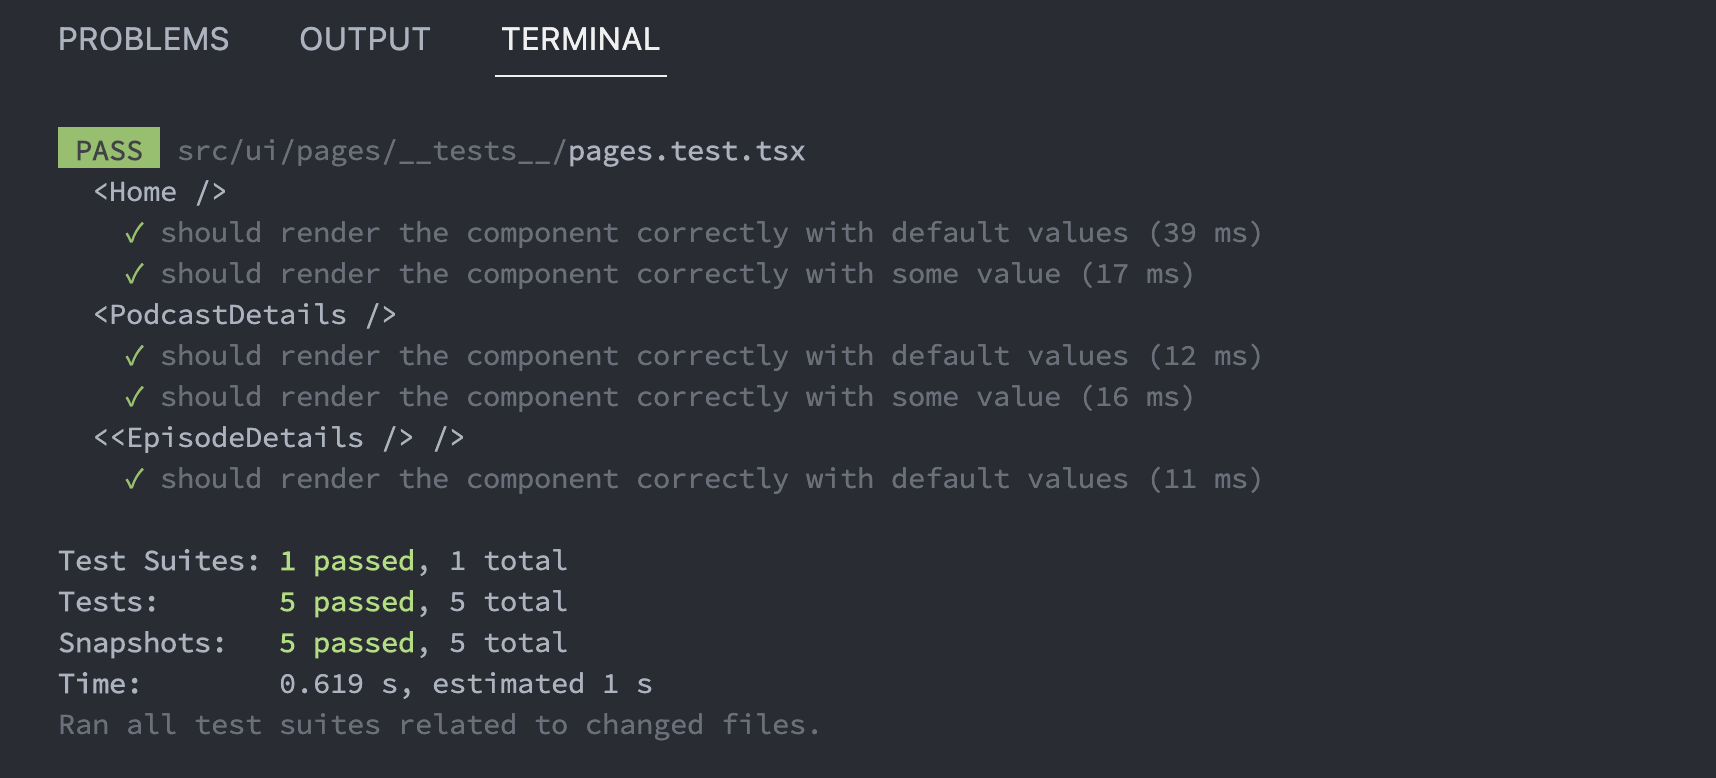 PROBLEMS OUTPUT TERMINAL
PASS src/ui/pages/__tests__/pages.test.tsx
<Home />
✓ should render the component correctly with default values (39 ms)
✓ should render the component correctly with some value (17 ms)
<PodcastDetails />
✓ should render the component correctly with default values (12 ms)
✓ should render the component correctly with some value (16 ms)
<<EpisodeDetails /> />
✓ should render the component correctly with default values (11 ms)
Test Suites: 1 passed, 1 total
Tests: 5 passed, 5 total
Snapshots: 5 passed, 5 total
Time: 0.619 s, estimated 1 s
Ran all test suites related to changed files.